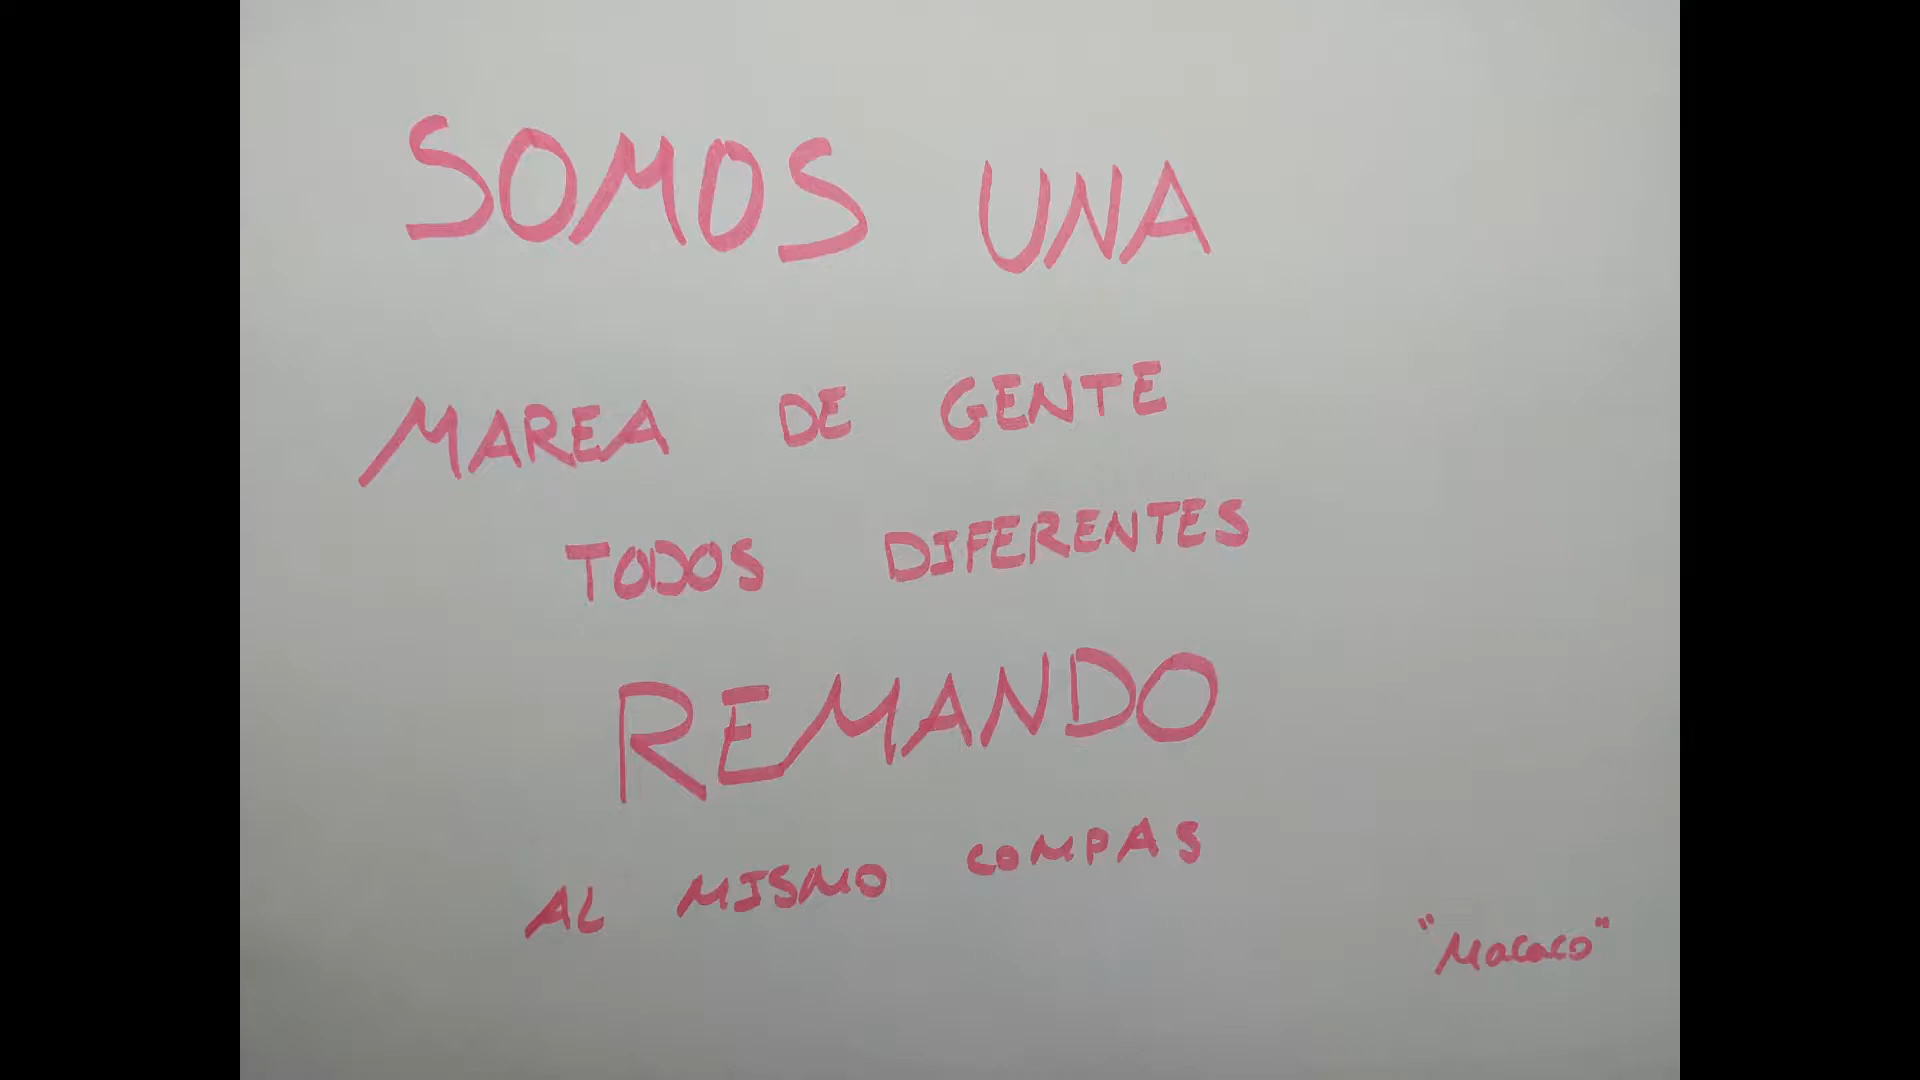 SOMOS UNA
MAREA DE GENTE
TODOS DIFERENTES
REMANDO
AL MISMO COMPAS
"Macaco"